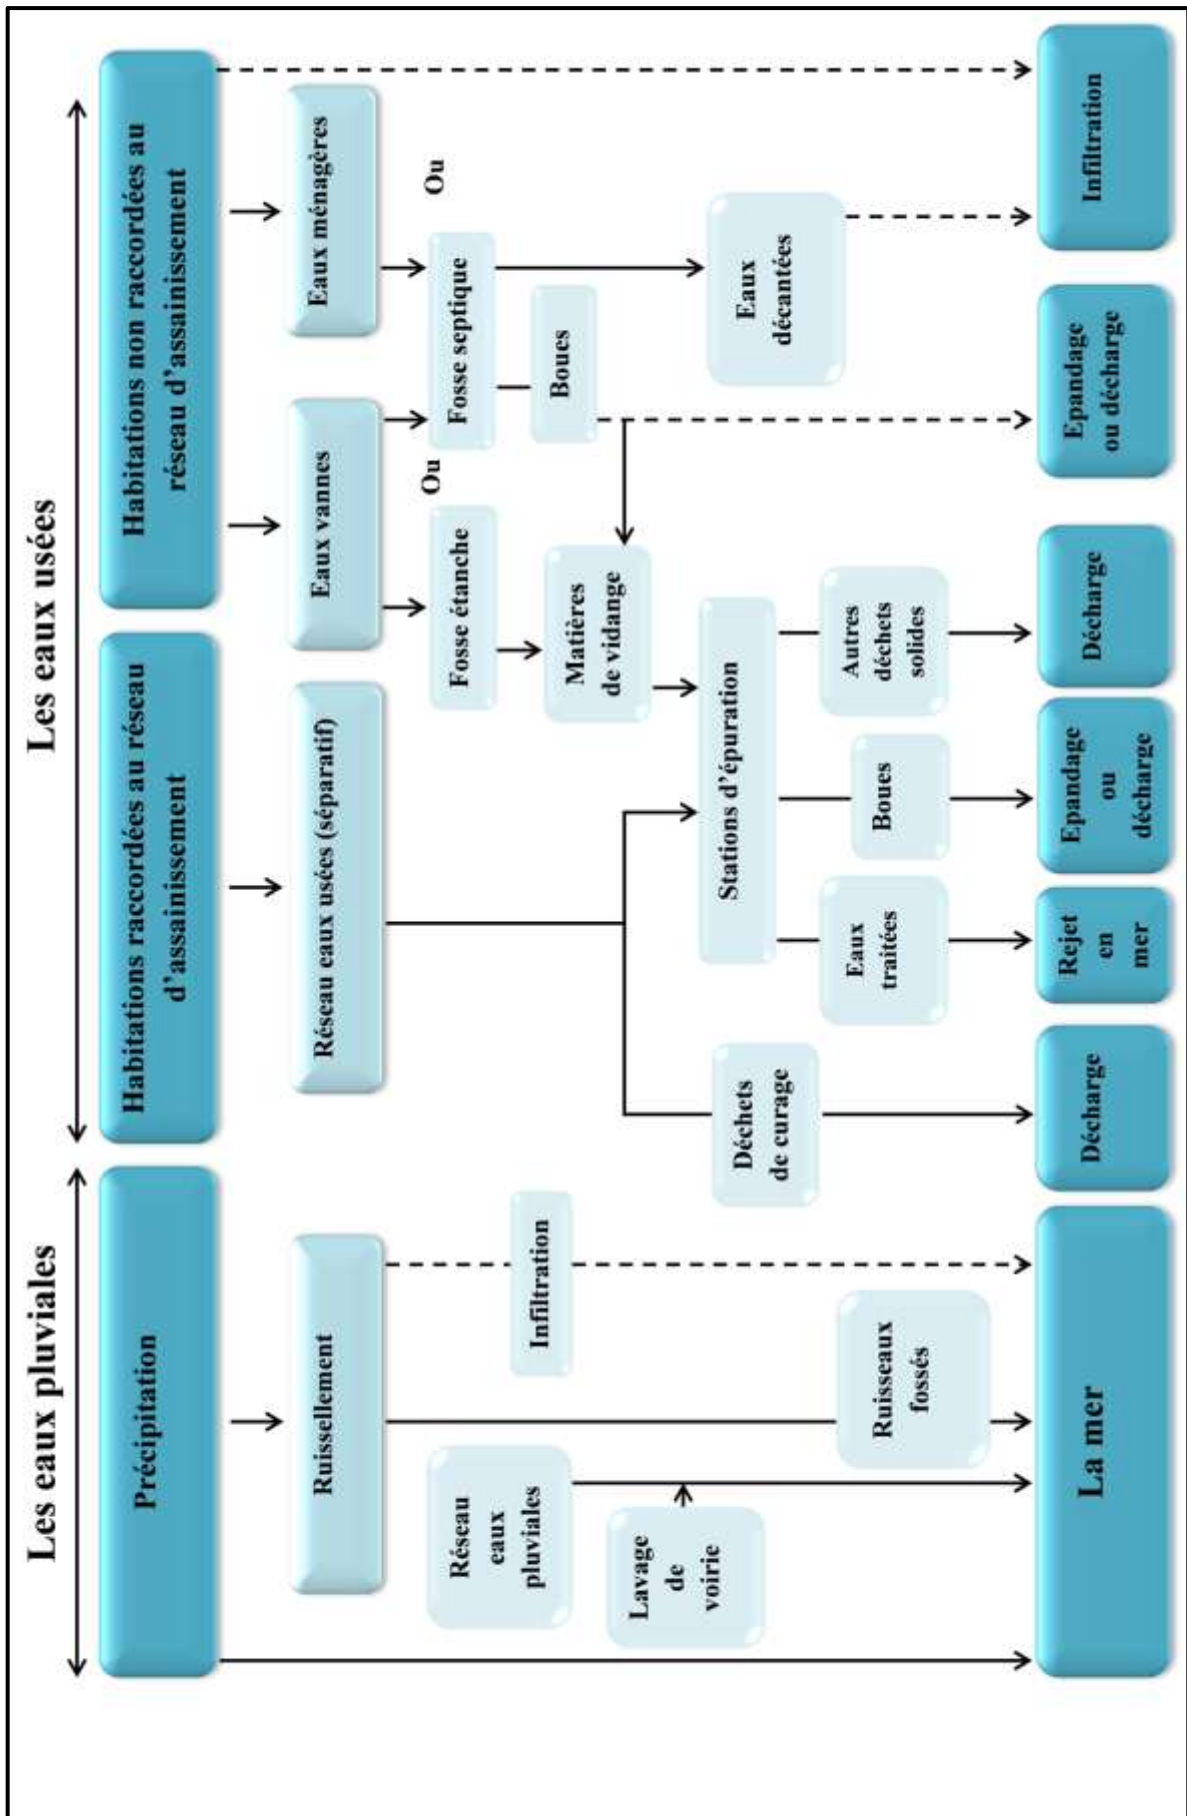 Les eaux pluviales
Les eaux usées
Précipitation
Habitations raccordées au réseau
d’assainissement
Habitations non raccordées au
réseau d’assainissement
Ruissellement
Réseau eaux usées (séparatif)
Eaux vannes
Eaux ménagères
Réseau
eaux
pluviales
Infiltration
Fosse étanche
Ou
Fosse septique
Ou
Lavage
de
voirie
Matières
de vidange
Boues
Déchets
de curage
Stations d’épuration
Eaux
décantées
Ruisseaux
fossés
Eaux
traitées
Boues
Autres
déchets
solides
La mer
Décharge
Rejet
en
mer
Epandage
ou
décharge
Décharge
Epandage
ou décharge
Infiltration